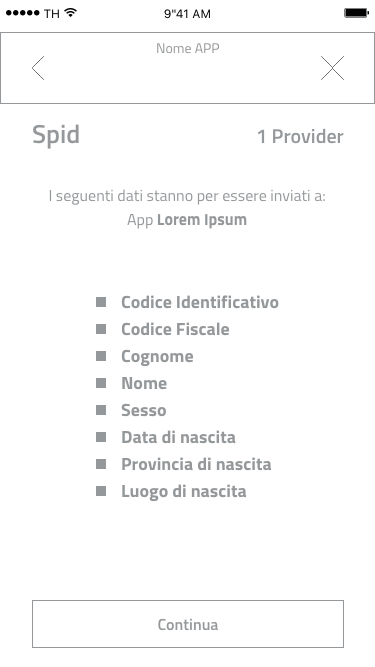 TH 9"41 AM
Nome APP
Spid 1 Provider
I seguenti dati stanno per essere inviati a:
App Lorem Ipsum
Codice Identificativo
Codice Fiscale
Cognome
Nome
Sesso
Data di nascita
Provincia di nascita
Luogo di nascita
Continua